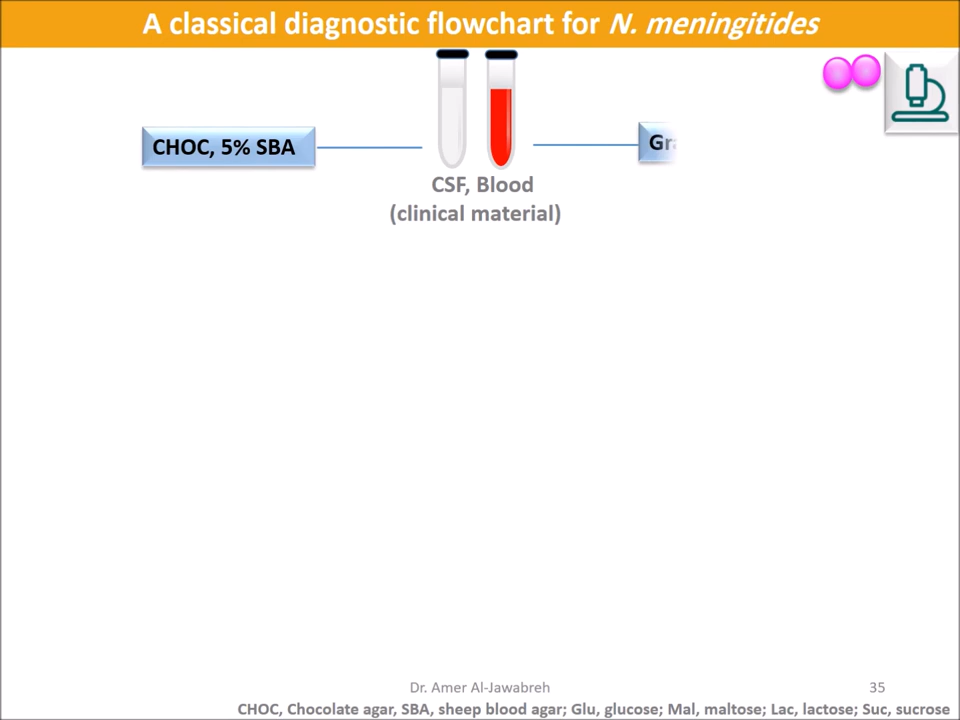 A classical diagnostic flowchart for N. meningitides
CHOC, 5% SBA
CSF, Blood
(clinical material)
Dr. Amer Al-Jawabreh
35
CHOC, Chocolate agar, SBA, sheep blood agar; Glu, glucose; Mal, maltose; Lac, lactose; Suc, sucrose